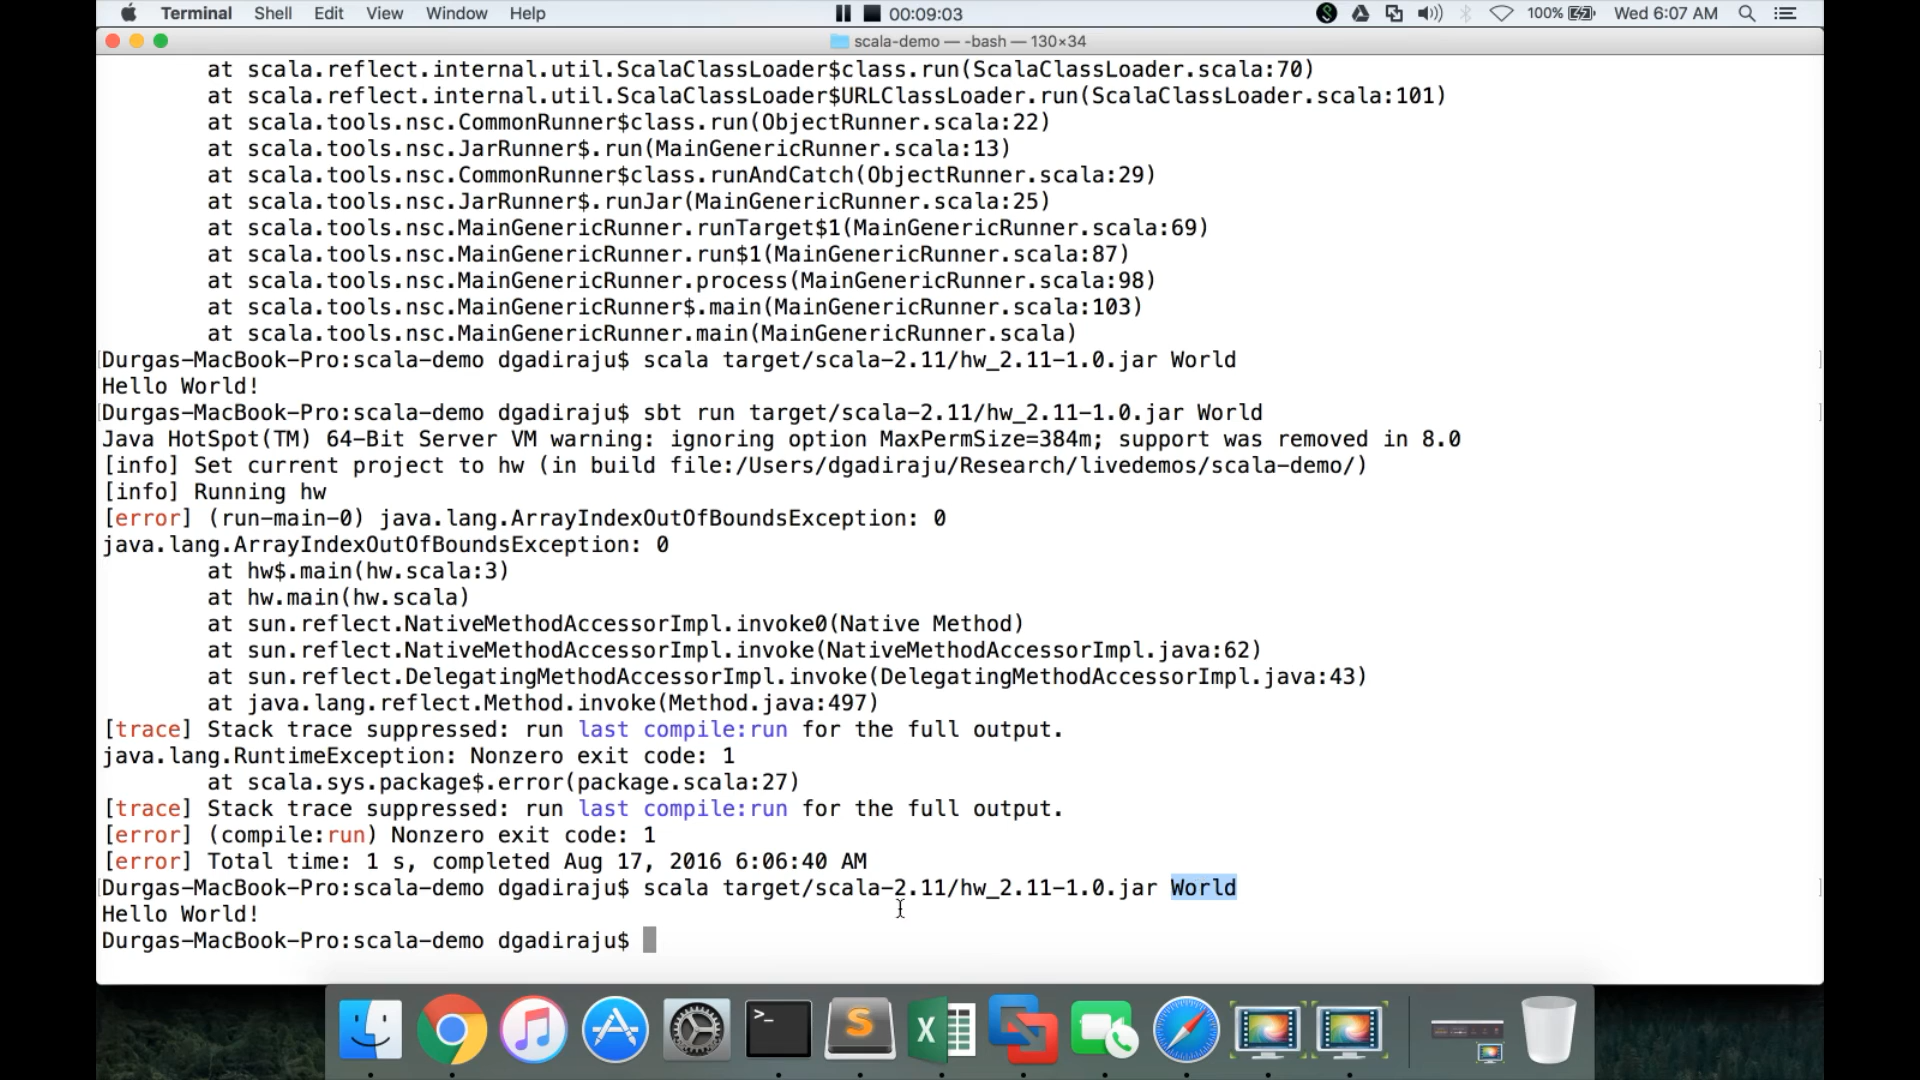 Terminal Shell Edit View Window Help 00:09:03 100% Wed 6:07 AM
scala-demo — -bash — 130×34
at scala.reflect.internal.util.ScalaClassLoader$class.run(ScalaClassLoader.scala:70)
at scala.reflect.internal.util.ScalaClassLoader$URLClassLoader.run(ScalaClassLoader.scala:101)
at scala.tools.nsc.CommonRunner$class.run(ObjectRunner.scala:22)
at scala.tools.nsc.JarRunner$.run(MainGenericRunner.scala:13)
at scala.tools.nsc.CommonRunner$class.runAndCatch(ObjectRunner.scala:29)
at scala.tools.nsc.JarRunner$.runJar(MainGenericRunner.scala:25)
at scala.tools.nsc.MainGenericRunner.runTarget$1(MainGenericRunner.scala:69)
at scala.tools.nsc.MainGenericRunner.run$1(MainGenericRunner.scala:87)
at scala.tools.nsc.MainGenericRunner.process(MainGenericRunner.scala:98)
at scala.tools.nsc.MainGenericRunner$.main(MainGenericRunner.scala:103)
at scala.tools.nsc.MainGenericRunner.main(MainGenericRunner.scala)
Durgas-MacBook-Pro:scala-demo dgadiraju$ scala target/scala-2.11/hw_2.11-1.0.jar World
Hello World!
Durgas-MacBook-Pro:scala-demo dgadiraju$ sbt run target/scala-2.11/hw_2.11-1.0.jar World
Java HotSpot(TM) 64-Bit Server VM warning: ignoring option MaxPermSize=384m; support was removed in 8.0
[info] Set current project to hw (in build file:/Users/dgadiraju/Research/livedemos/scala-demo/)
[info] Running hw
[error] (run-main-0) java.lang.ArrayIndexOutOfBoundsException: 0
java.lang.ArrayIndexOutOfBoundsException: 0
at hw$.main(hw.scala:3)
at hw.main(hw.scala)
at sun.reflect.NativeMethodAccessorImpl.invoke0(Native Method)
at sun.reflect.NativeMethodAccessorImpl.invoke(NativeMethodAccessorImpl.java:62)
at sun.reflect.DelegatingMethodAccessorImpl.invoke(DelegatingMethodAccessorImpl.java:43)
at java.lang.reflect.Method.invoke(Method.java:497)
[trace] Stack trace suppressed: run last compile:run for the full output.
java.lang.RuntimeException: Nonzero exit code: 1
at scala.sys.package$.error(package.scala:27)
[trace] Stack trace suppressed: run last compile:run for the full output.
[error] (compile:run) Nonzero exit code: 1
[error] Total time: 1 s, completed Aug 17, 2016 6:06:40 AM
Durgas-MacBook-Pro:scala-demo dgadiraju$ scala target/scala-2.11/hw_2.11-1.0.jar World
Hello World!
Durgas-MacBook-Pro:scala-demo dgadiraju$